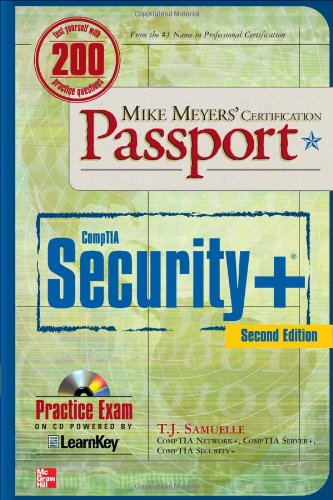 test yourself with
200
practice questions
From the #1 Name in Professional Certification
MIKE MEYERS' CERTIFICATION
Passport
CompTIA
Security+®
Second Edition
Practice Exam
ON CD POWERED BY
LearnKey
T.J. SAMUELLE
COMPTIA NETWORK+, COMPTIA SERVER+,
COMPTIA SECURITY+
Mc
Graw
Hill